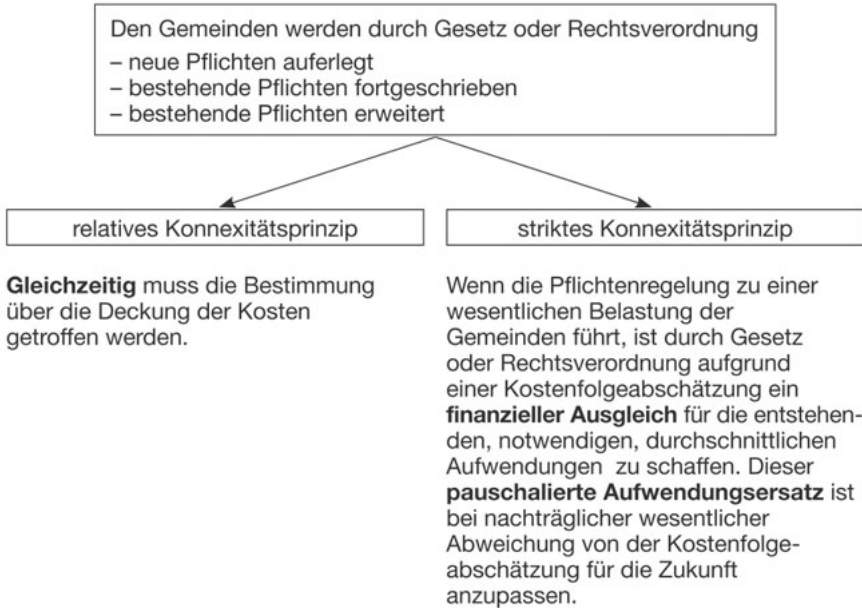 Den Gemeinden werden durch Gesetz oder Rechtsverordnung
– neue Pflichten auferlegt
– bestehende Pflichten fortgeschrieben
– bestehende Pflichten erweitert
relatives Konnexitätsprinzip
Gleichzeitig muss die Bestimmung
über die Deckung der Kosten
getroffen werden.
striktes Konnexitätsprinzip
Wenn die Pflichtenregelung zu einer
wesentlichen Belastung der
Gemeinden führt, ist durch Gesetz
oder Rechtsverordnung aufgrund
einer Kostenfolgeabschätzung ein
finanzieller Ausgleich für die entstehen-
den, notwendigen, durchschnittlichen
Aufwendungen zu schaffen. Dieser
pauschalierte Aufwendungsersatz ist
bei nachträglicher wesentlicher
Abweichung von der Kostenfolge-
abschätzung für die Zukunft
anzupassen.